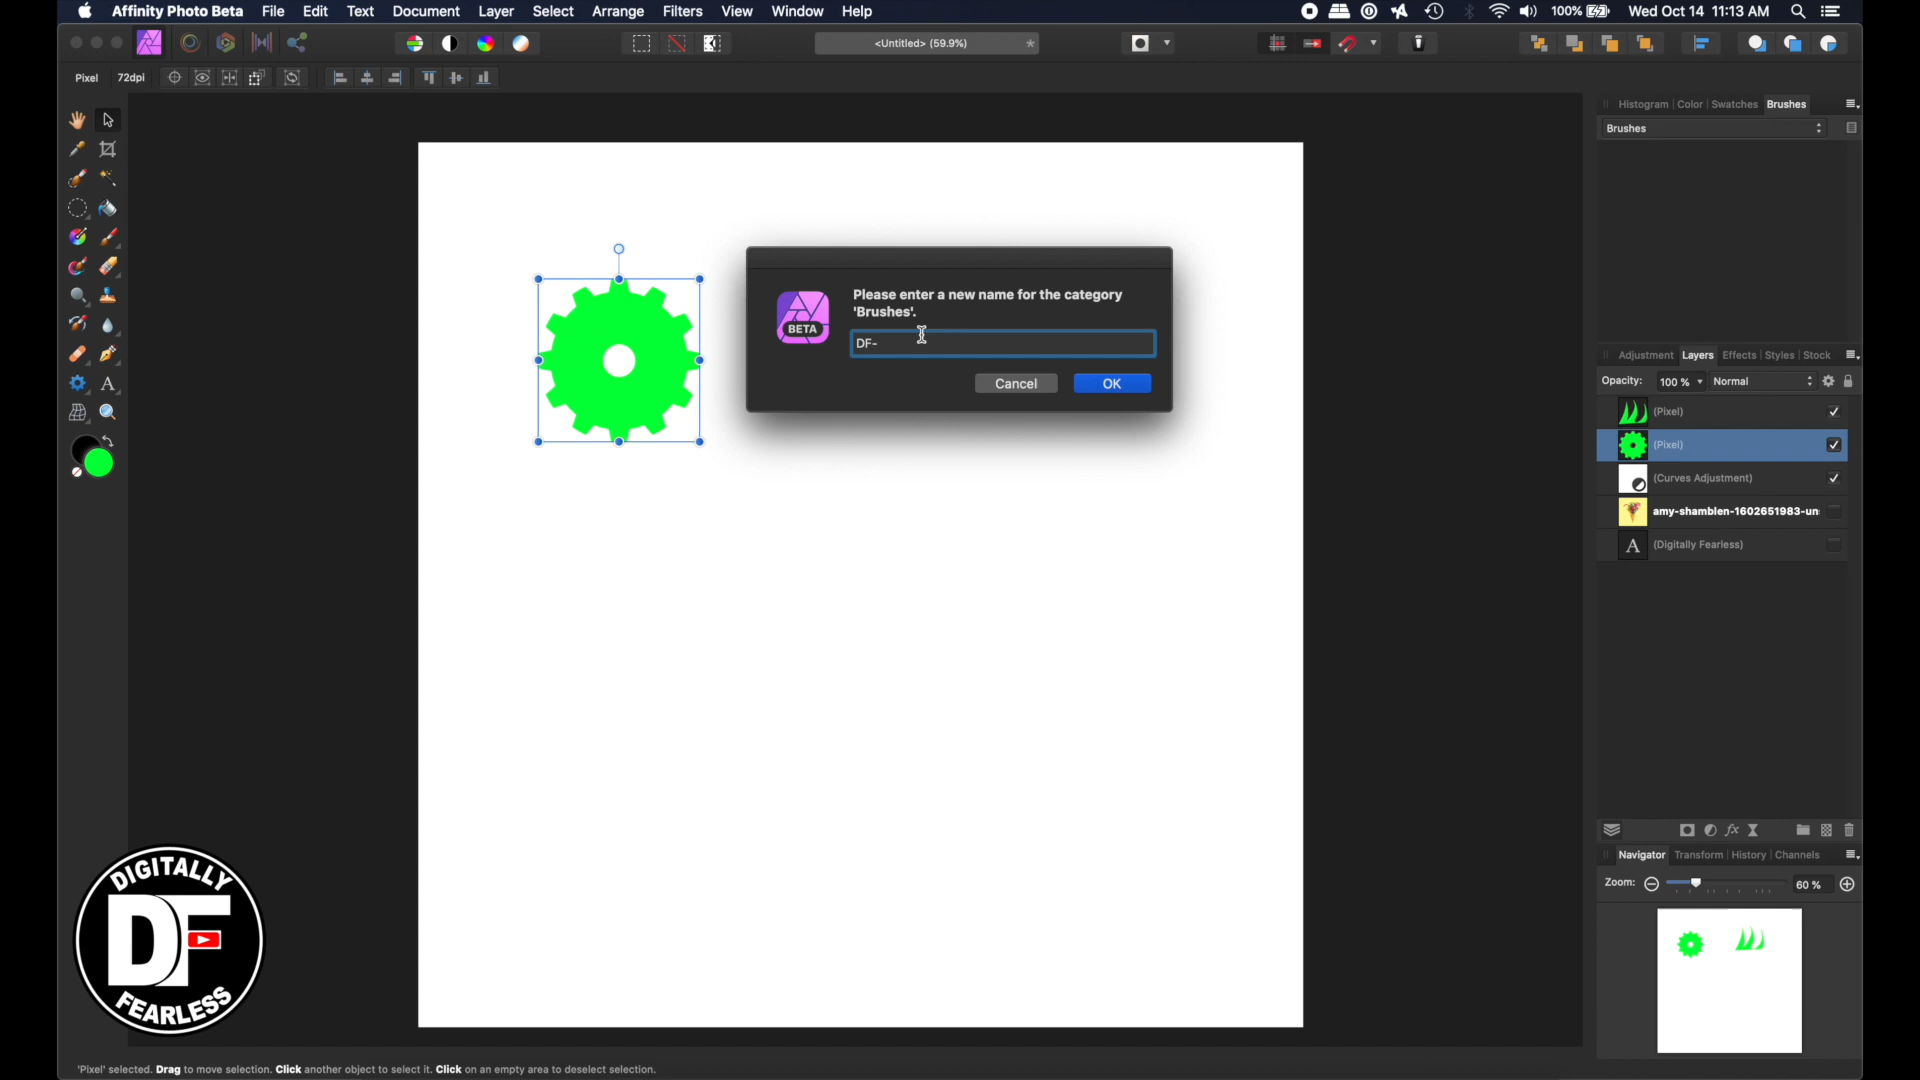 Affinity Photo Beta File Edit Text Document Layer Select Arrange Filters View Window Help
100% Wed Oct 14 11:13 AM
<Untitled> (59.9%)
Pixel 72dpi
Histogram Color Swatches Brushes
Brushes
Please enter a new name for the category
'Brushes'.
BETA
DF-
Cancel OK
Adjustment Layers Effects Styles Stock
Opacity: 100 % Normal
(Pixel)
(Pixel)
(Curves Adjustment)
amy-shamblen-1602651983-un
A (Digitally Fearless)
Navigator Transform History Channels
Zoom: 60 %
DIGITALLY
DF
FEARLESS
'Pixel' selected. Drag to move selection. Click another object to select it. Click on an empty area to deselect selection.